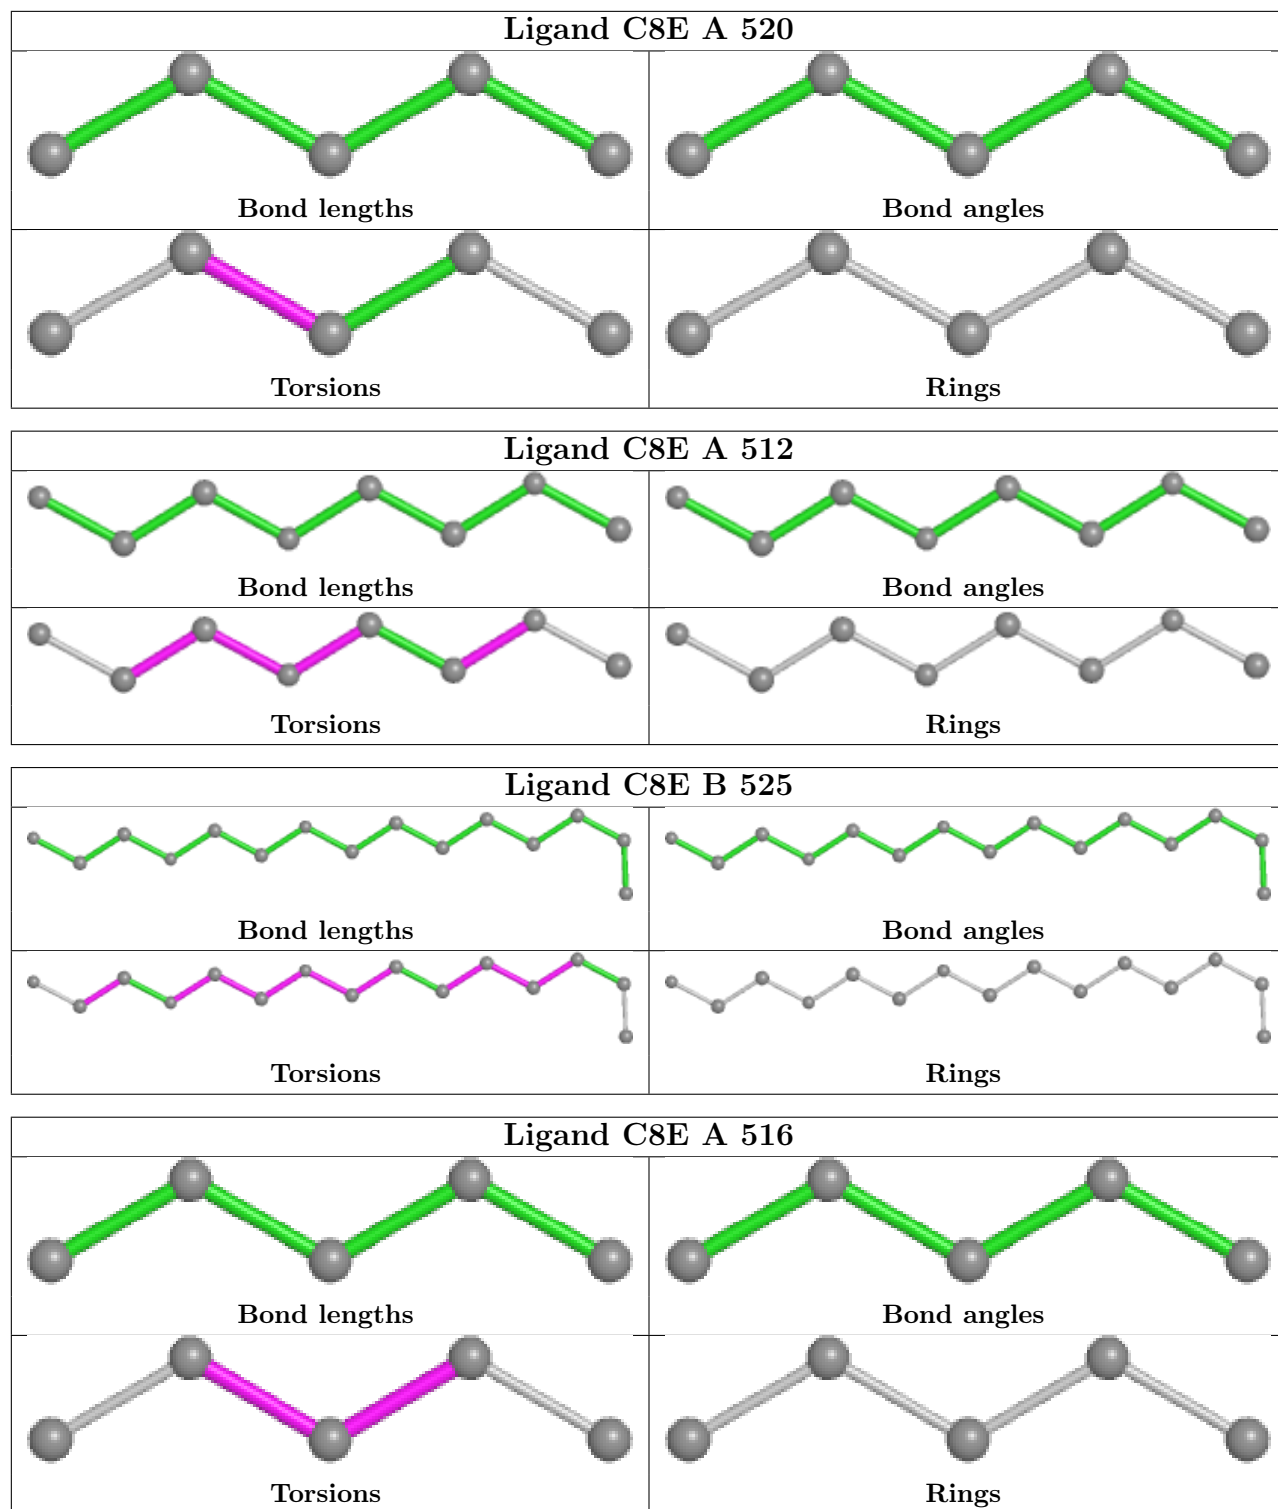 Ligand C8E A 520
Bond lengths
Bond angles
Torsions
Rings
Ligand C8E A 512
Bond lengths
Bond angles
Torsions
Rings
Ligand C8E B 525
Bond lengths
Bond angles
Torsions
Rings
Ligand C8E A 516
Bond lengths
Bond angles
Torsions
Rings